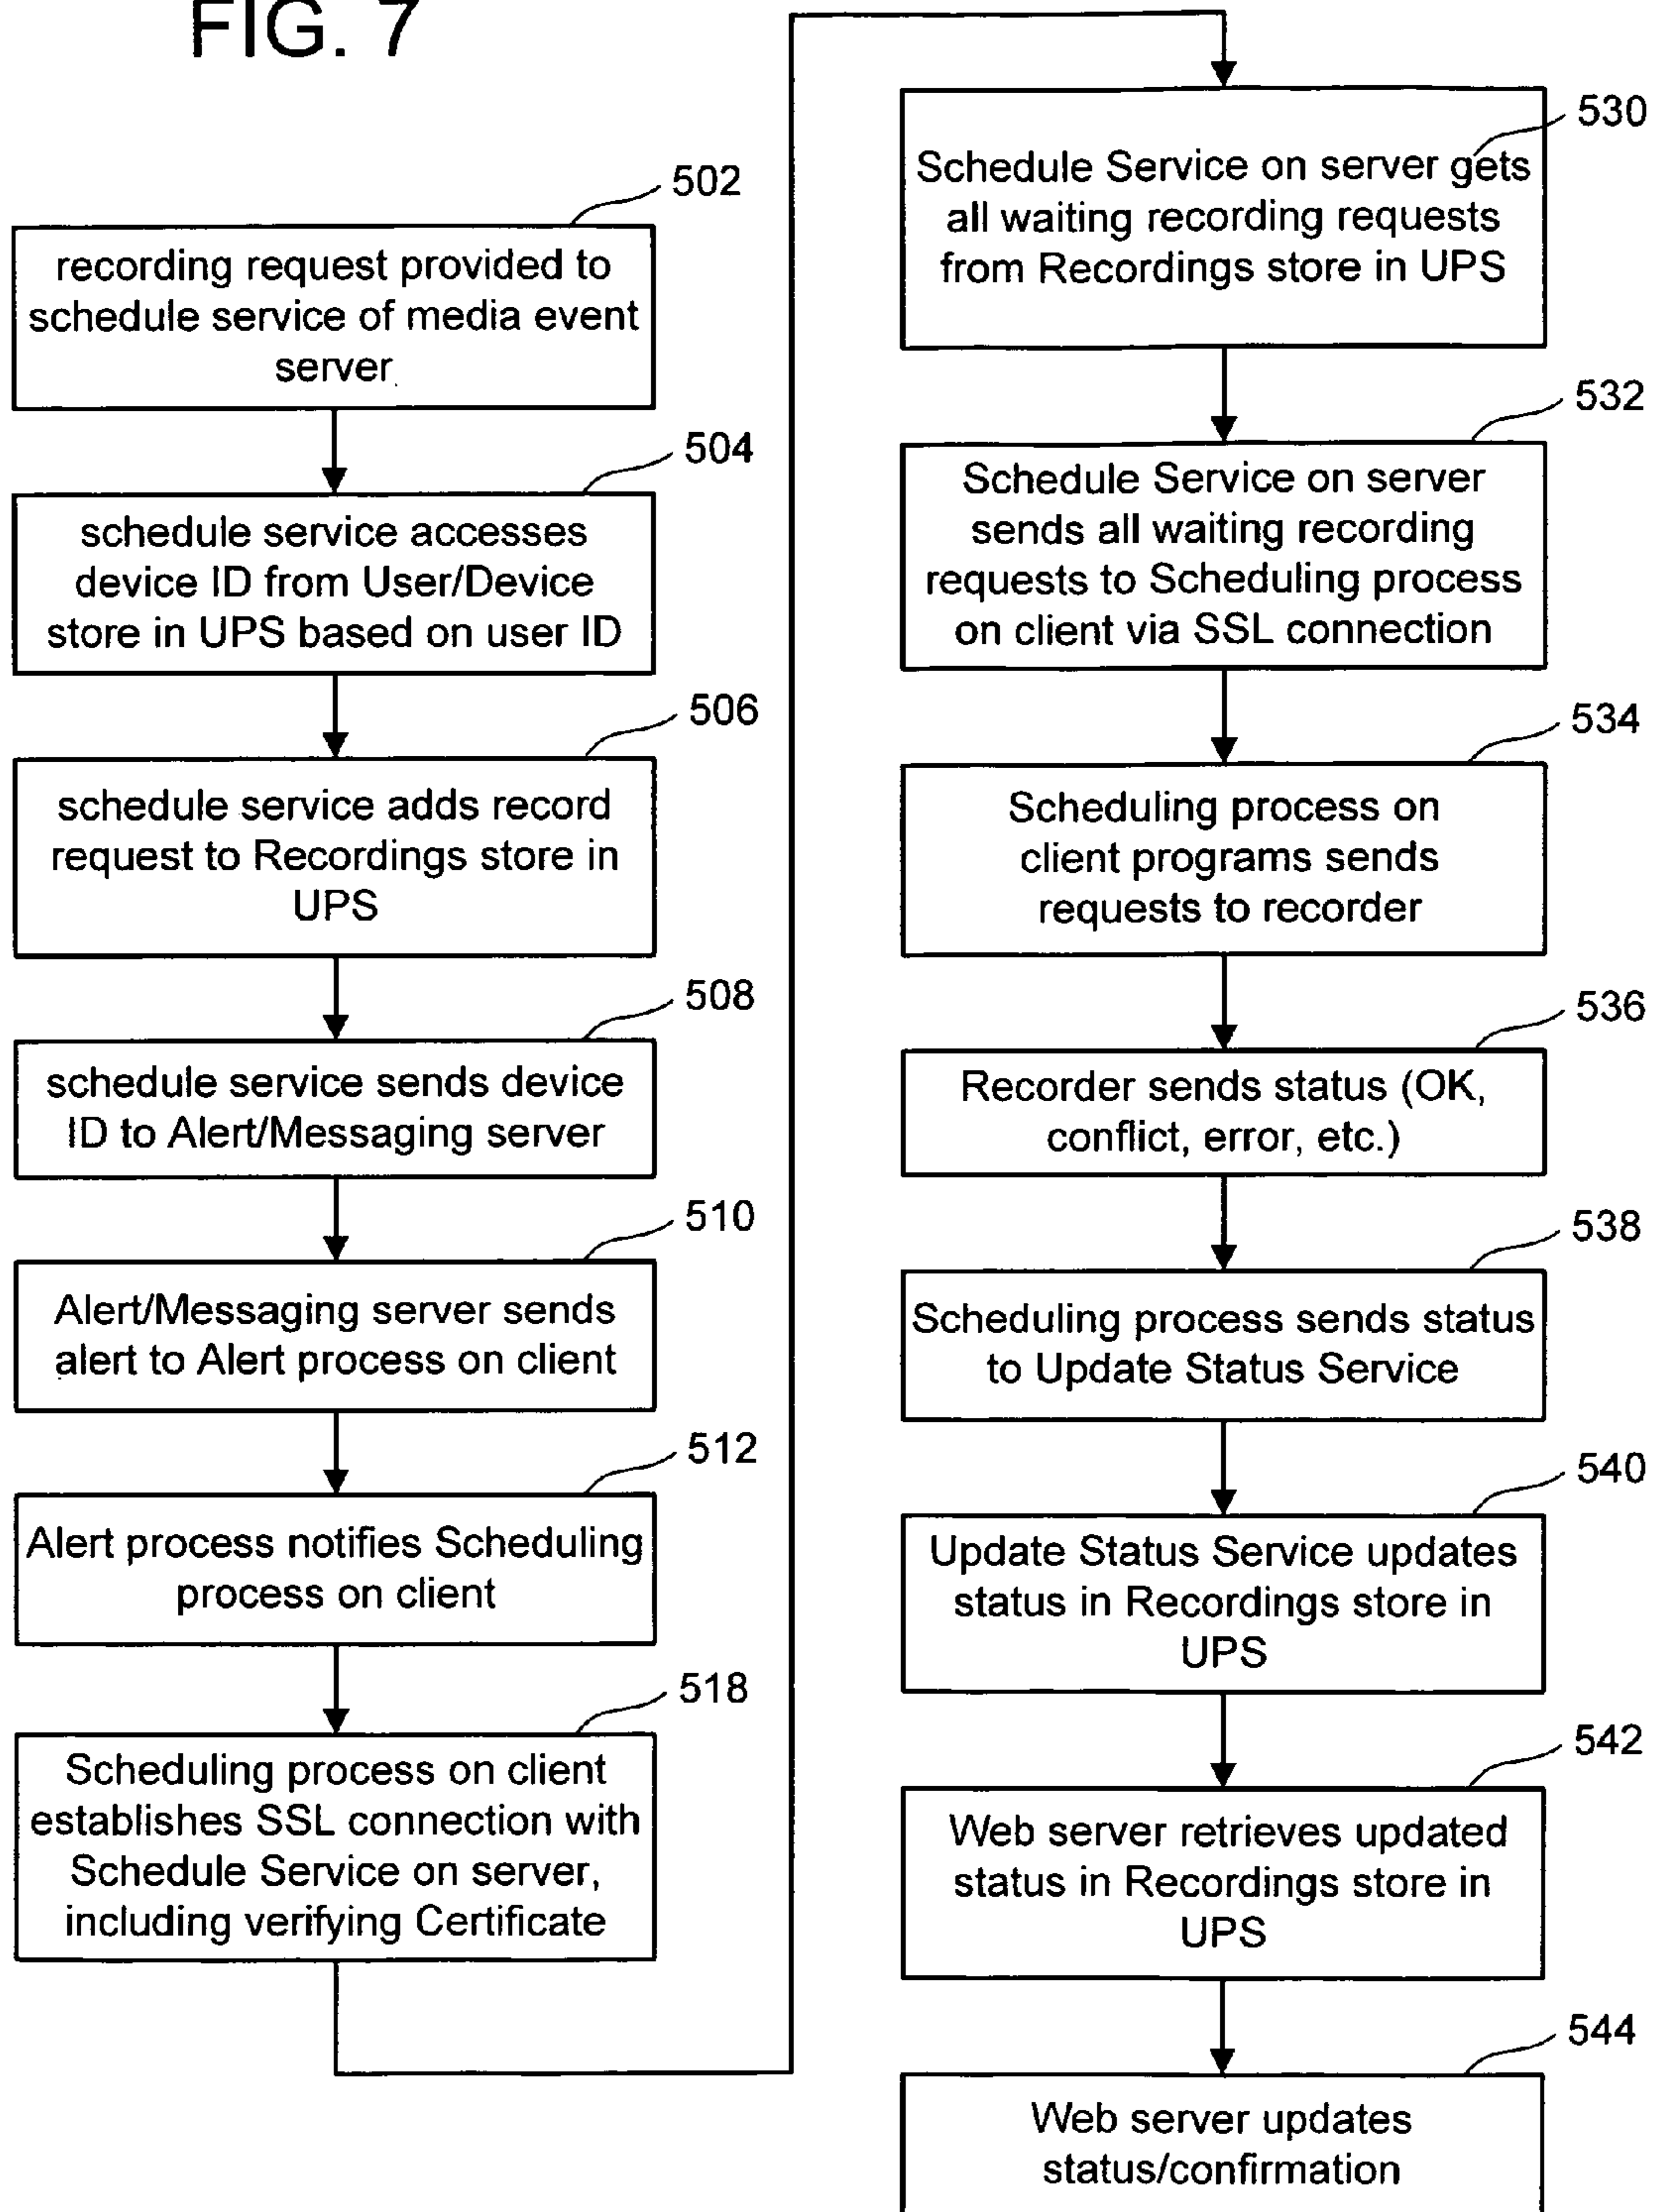 FIG. 7
502
recording request provided to
schedule service of media event
server
504
schedule service accesses
device ID from User/Device
store in UPS based on user ID
506
schedule service adds record
request to Recordings store in
UPS
508
schedule service sends device
ID to Alert/Messaging server
510
Alert/Messaging server sends
alert to Alert process on client
512
Alert process notifies Scheduling
process on client
518
Scheduling process on client
establishes SSL connection with
Schedule Service on server,
including verifying Certificate
530
Schedule Service on server gets
all waiting recording requests
from Recordings store in UPS
532
Schedule Service on server
sends all waiting recording
requests to Scheduling process
on client via SSL connection
534
Scheduling process on
client programs sends
requests to recorder
536
Recorder sends status (OK,
conflict, error, etc.)
538
Scheduling process sends status
to Update Status Service
540
Update Status Service updates
status in Recordings store in
UPS
542
Web server retrieves updated
status in Recordings store in
UPS
544
Web server updates
status/confirmation